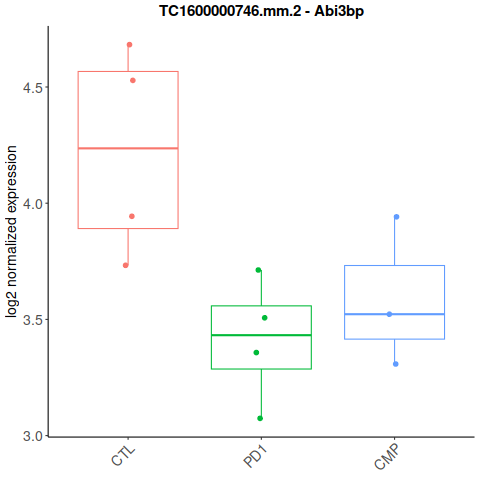 TC1600000746.mm.2 - Abi3bp
log2 normalized expression
4.5
4.0
3.5
3.0
CTL
PD1
CMP